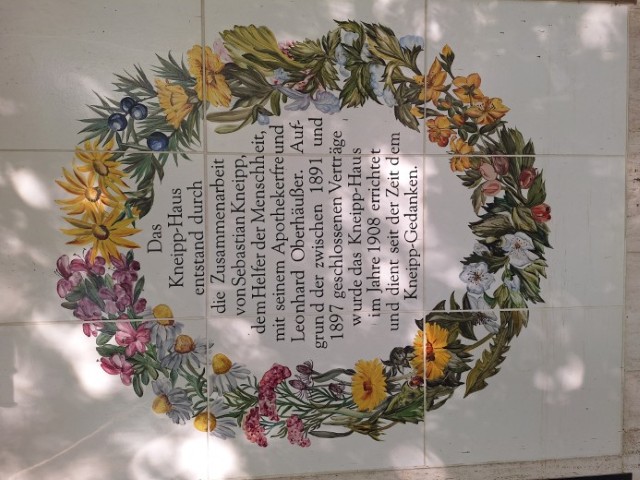 Das
Kneipp-Haus
entstand durch
die Zusammenarbeit
von Sebastian Kneipp,
dem Helfer der Menschheit,
mit seinem Apothekerfreund
Leonhard Oberhäußer. Auf-
grund der zwischen 1891 und
1897 geschlossenen Verträge
wurde das Kneipp-Haus
im Jahre 1908 errichtet
und dient seit der Zeit dem
Kneipp-Gedanken.